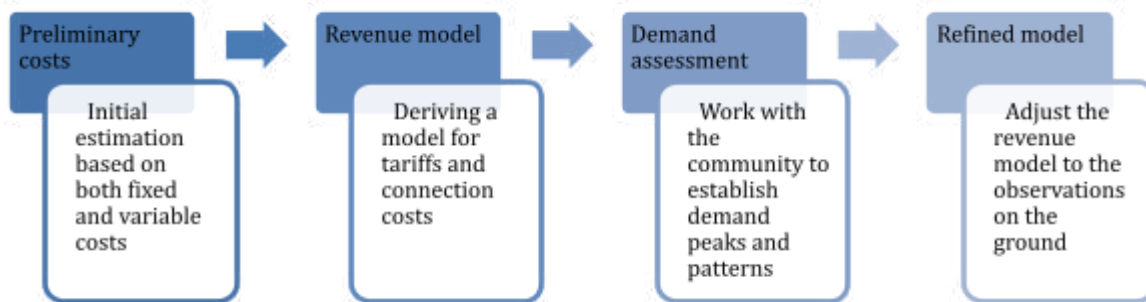 Preliminary
costs
Initial
estimation
based on
both fixed
and variable
costs
Revenue model
Deriving a
model for
tariffs and
connection
costs
Demand
assessment
Work with
the
community to
establish
demand
peaks and
patterns
Refined model
Adjust the
revenue
model to the
observations
on the
ground